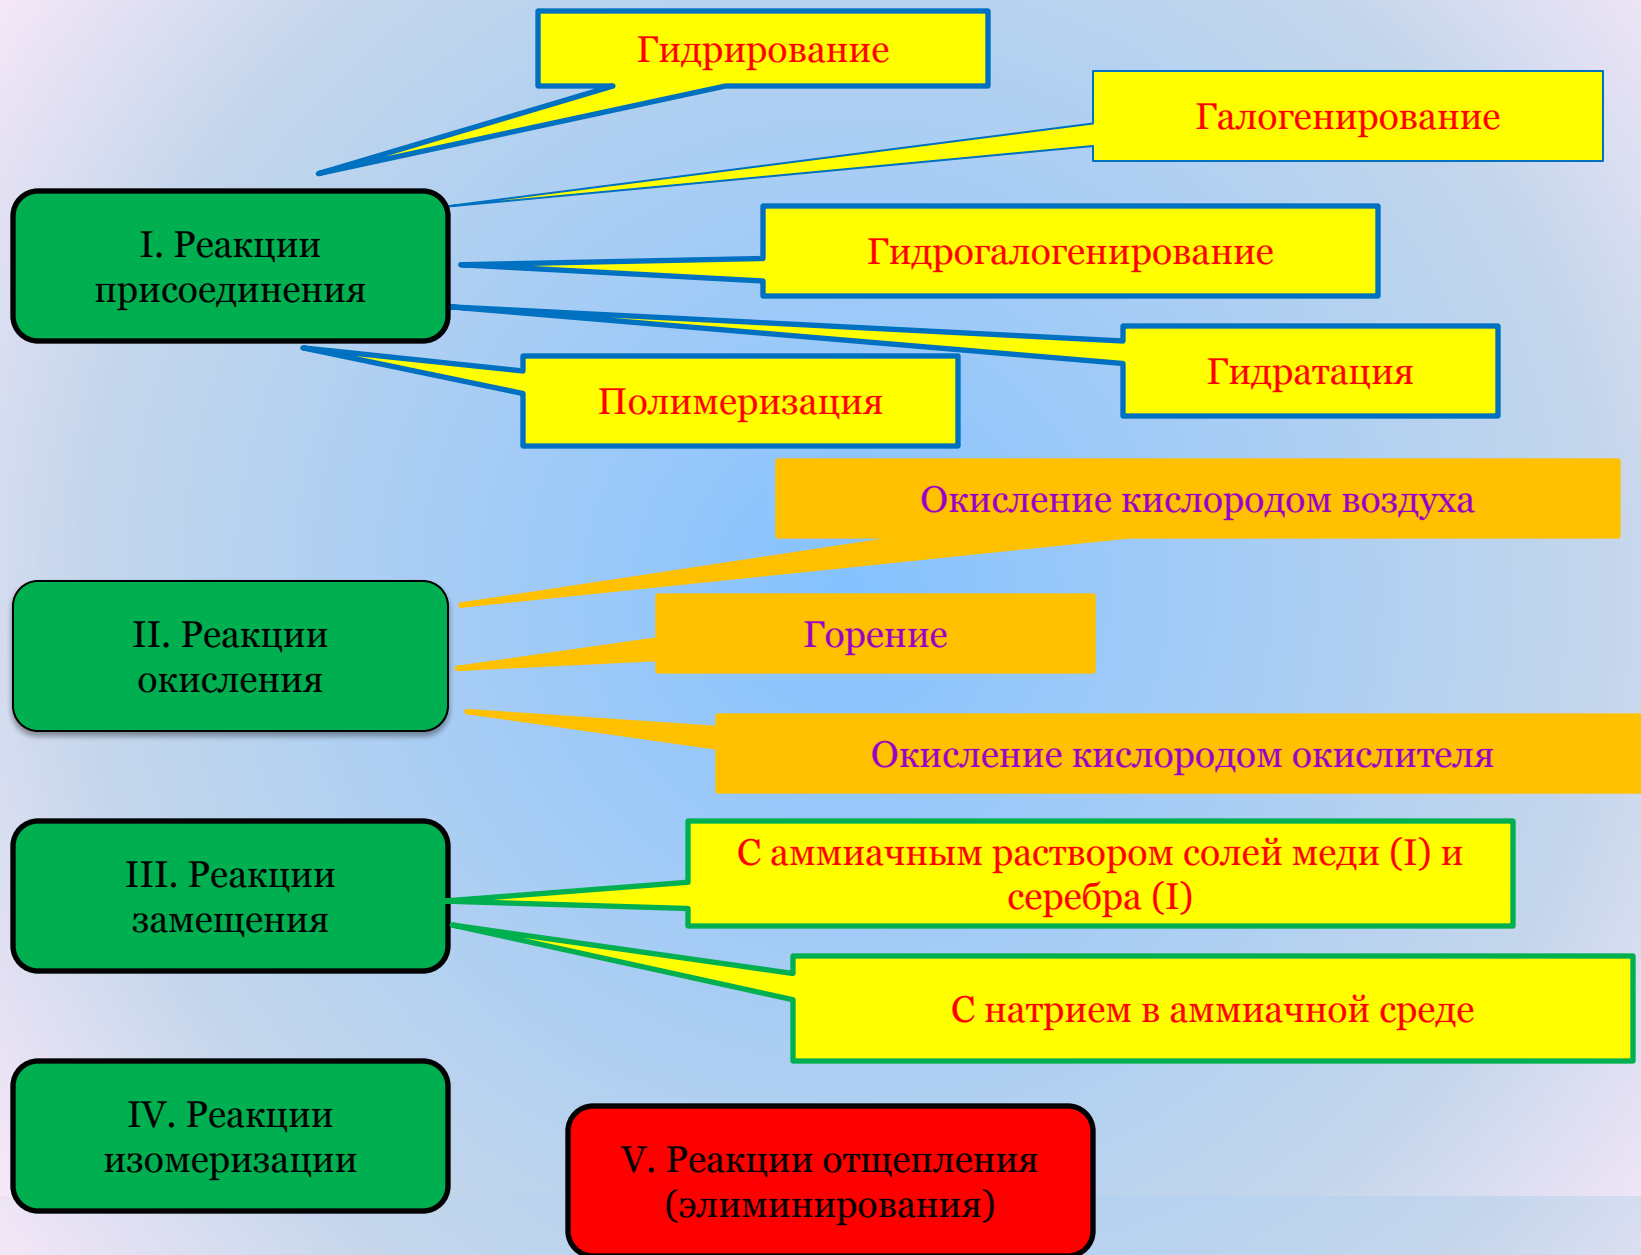 Гидрирование
Галогенирование
I. Реакции
присоединения
Гидрогалогенирование
Гидратация
Полимеризация
Окисление кислородом воздуха
II. Реакции
окисления
Горение
Окисление кислородом окислителя
III. Реакции
замещения
С аммиачным раствором солей меди (I) и
серебра (I)
С натрием в аммиачной среде
IV. Реакции
изомеризации
V. Реакции отщепления
(элиминирования)